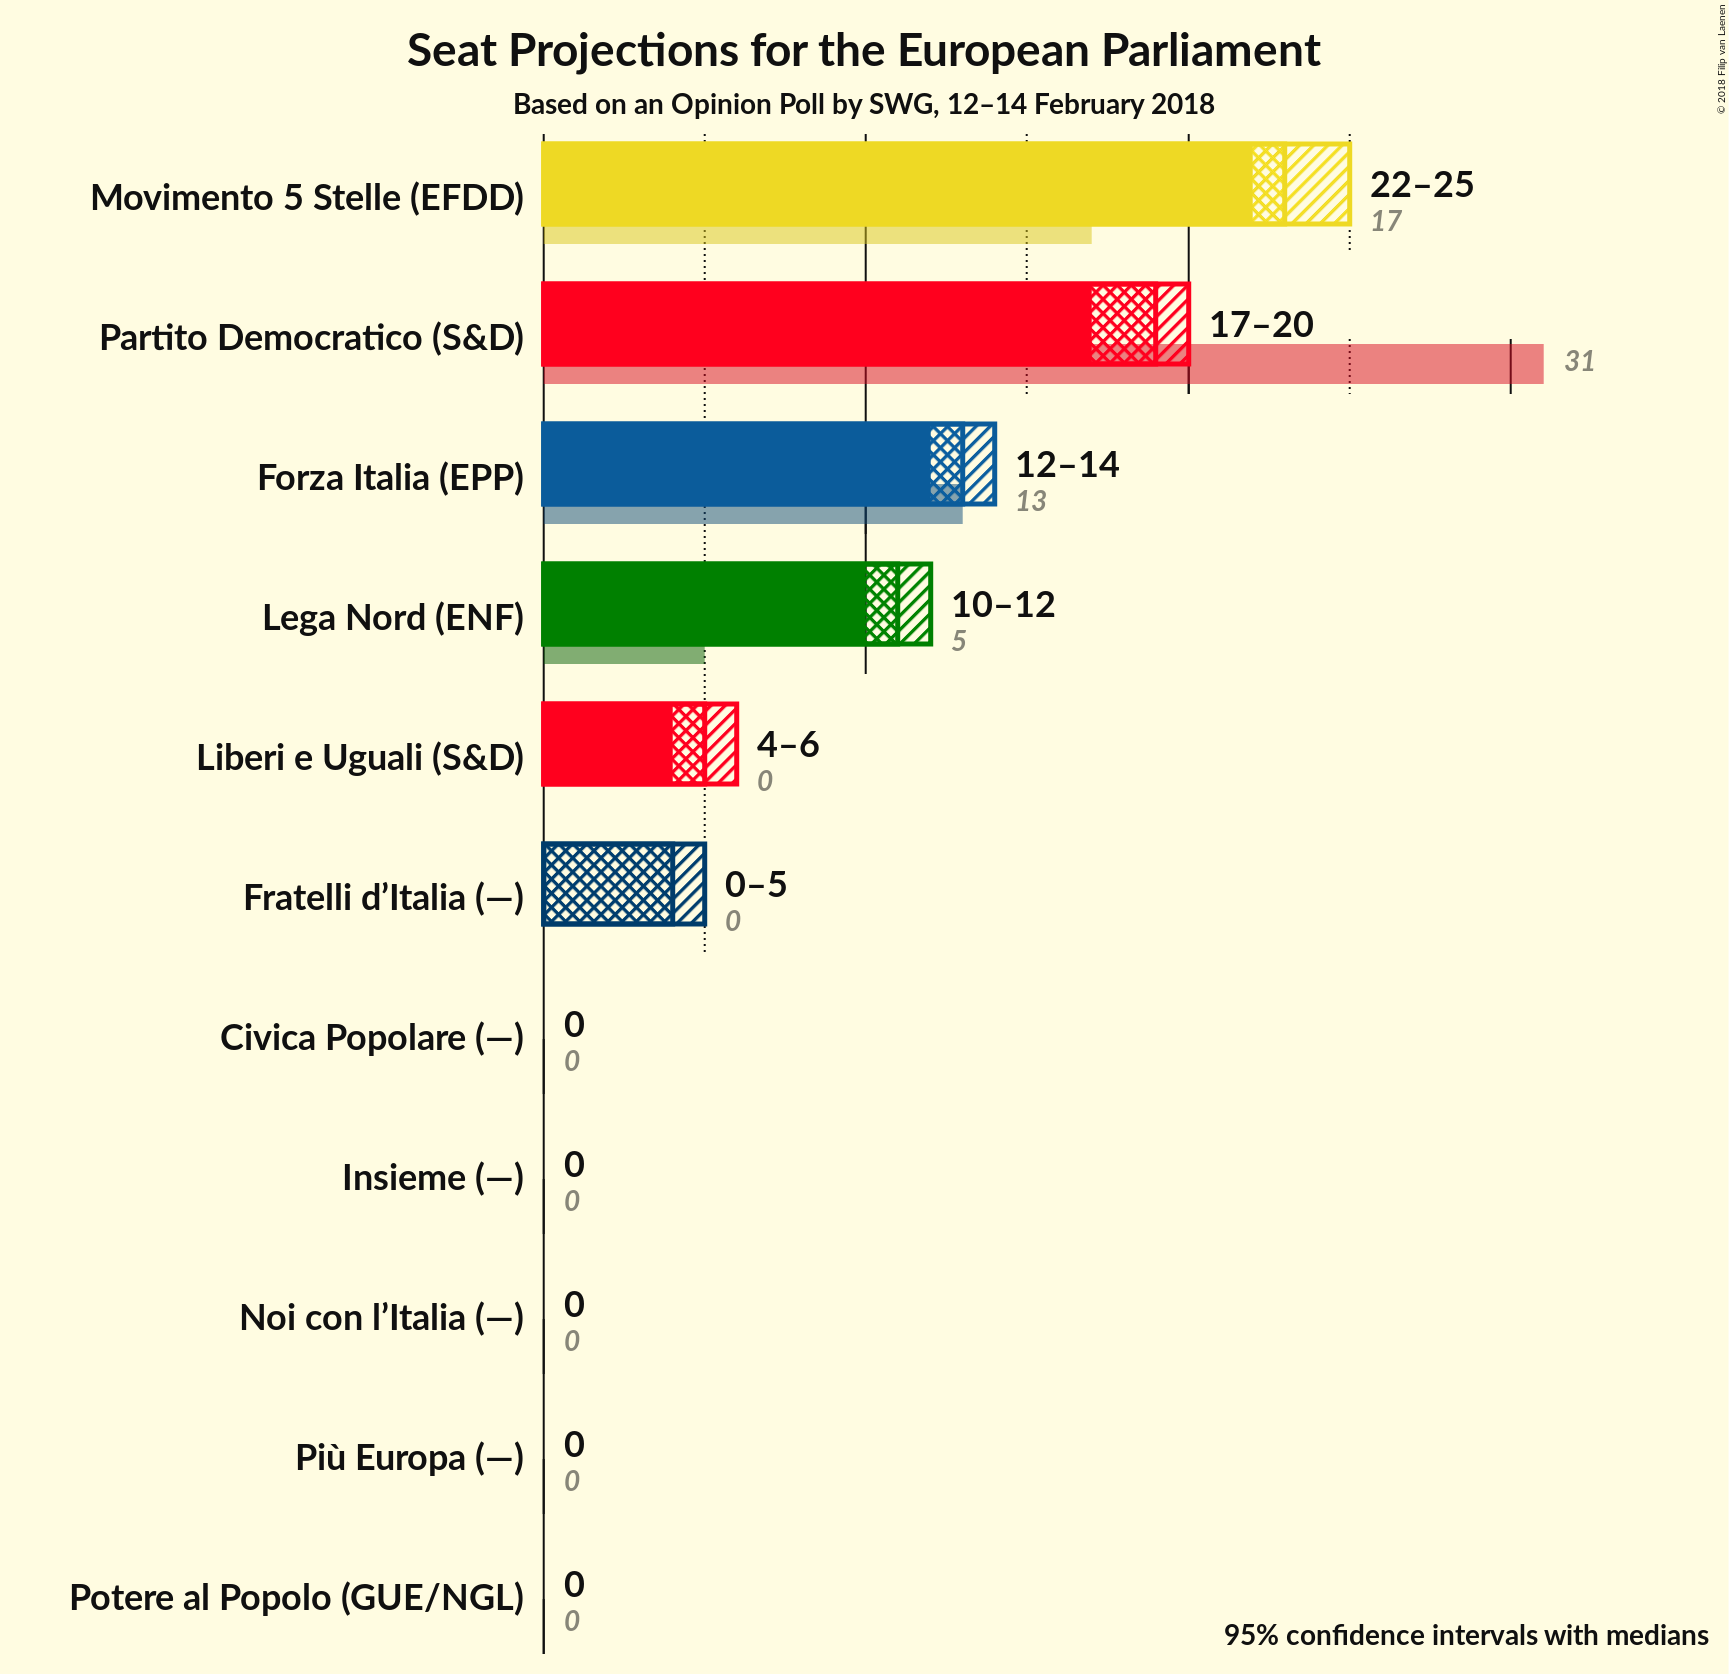 Seat Projections for the European Parliament
Based on an Opinion Poll by SWG, 12–14 February 2018
© 2018 Filip van Laenen
Movimento 5 Stelle (EFDD)
22–25
17
Partito Democratico (S&D)
17–20
31
Forza Italia (EPP)
12–14
13
Lega Nord (ENF)
10–12
5
Liberi e Uguali (S&D)
4–6
0
Fratelli d’Italia (—)
0–5
0
Civica Popolare (—)
0
0
Insieme (—)
0
0
Noi con l’Italia (—)
0
0
Più Europa (—)
0
0
Potere al Popolo (GUE/NGL)
0
0
95% confidence intervals with medians